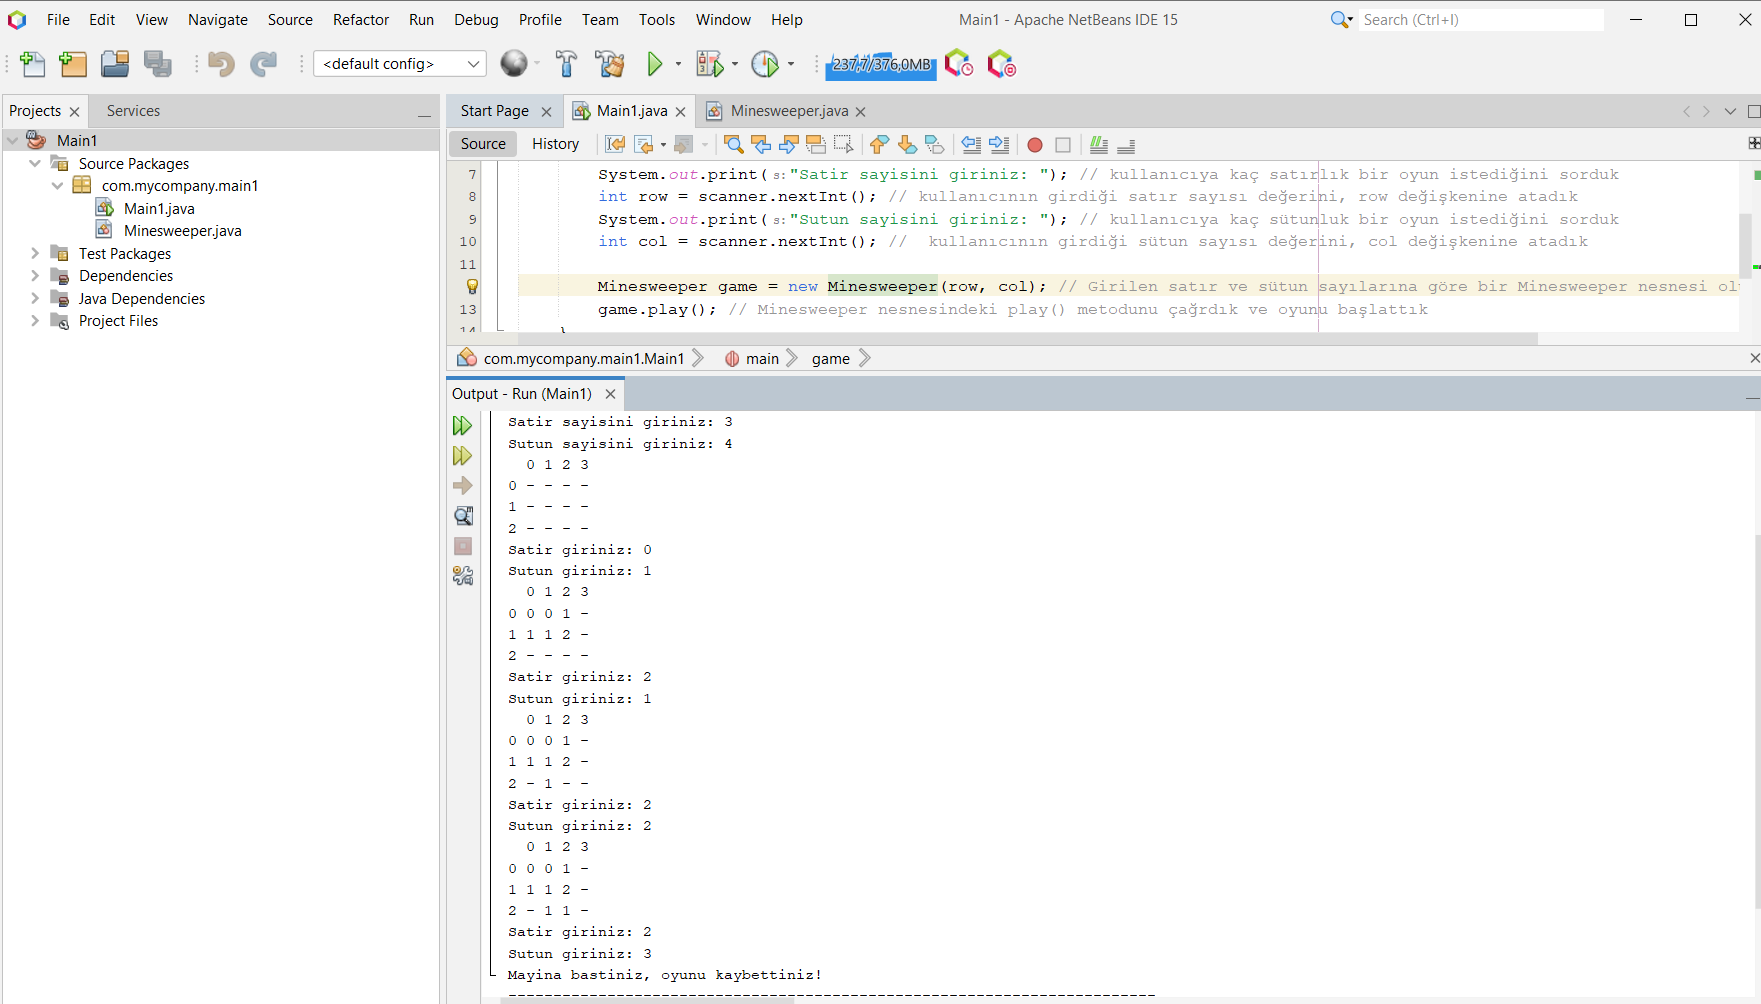 File Edit View Navigate Source Refactor Run Debug Profile Team Tools Window Help Main1 - Apache NetBeans IDE 15 Search (Ctrl+I)
<default config> 237,7/376,0MB
Projects Services
Main1
Source Packages
com.mycompany.main1
Main1.java
Minesweeper.java
Test Packages
Dependencies
Java Dependencies
Project Files
Start Page Main1.java Minesweeper.java
Source History
7 System.out.print(s:"Satir sayisini giriniz: "); // kullanıcıya kaç satırlık bir oyun istediğini sorduk
8 int row = scanner.nextInt(); // kullanıcının girdiği satır sayısı değerini, row değişkenine atadık
9 System.out.print(s:"Sutun sayisini giriniz: "); // kullanıcıya kaç sütunluk bir oyun istediğini sorduk
10 int col = scanner.nextInt(); //  kullanıcının girdiği sütun sayısı değerini, col değişkenine atadık
11
Minesweeper game = new Minesweeper(row, col); // Girilen satır ve sütun sayılarına göre bir Minesweeper nesnesi
13 game.play(); // Minesweeper nesnesindeki play() metodunu çağrdık ve oyunu başlattık
14 }
com.mycompany.main1.Main1 main game
Output - Run (Main1)
Satir sayisini giriniz: 3
Sutun sayisini giriniz: 4
0 1 2 3
0 - - - -
1 - - - -
2 - - - -
Satir giriniz: 0
Sutun giriniz: 1
0 1 2 3
0 0 0 1 -
1 1 1 2 -
2 - - - -
Satir giriniz: 2
Sutun giriniz: 1
0 1 2 3
0 0 0 1 -
1 1 1 2 -
2 - 1 - -
Satir giriniz: 2
Sutun giriniz: 2
0 1 2 3
0 0 0 1 -
1 1 1 2 -
2 - 1 1 -
Satir giriniz: 2
Sutun giriniz: 3
Mayina bastiniz, oyunu kaybettiniz!
------------------------------------------------------------------------